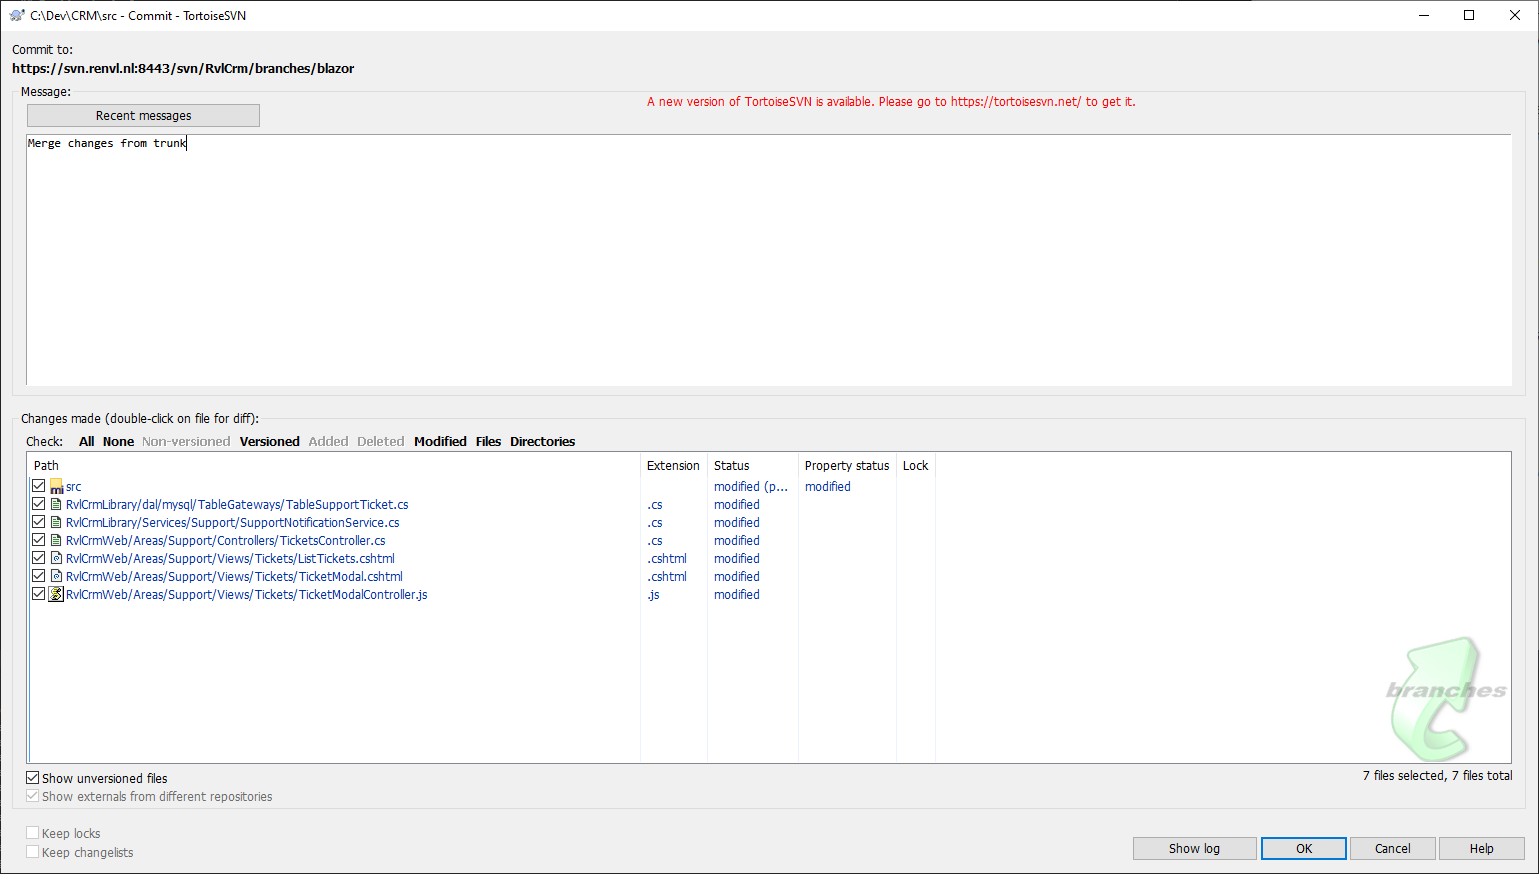 C:\Dev\CRM\src - Commit - TortoiseSVN
Commit to:
https://svn.renvl.nl:8443/svn/RvlCrm/branches/blazor
Message:
A new version of TortoiseSVN is available. Please go to https://tortoisesvn.net/ to get it.
Recent messages
Merge changes from trunk
Changes made (double-click on file for diff):
Check: All None Non-versioned Versioned Added Deleted Modified Files Directories
Path Extension Status Property status Lock
src modified (p... modified
RvlCrmLibrary/dal/mysql/TableGateways/TableSupportTicket.cs .cs modified
RvlCrmLibrary/Services/Support/SupportNotificationService.cs .cs modified
RvlCrmWeb/Areas/Support/Controllers/TicketsController.cs .cs modified
RvlCrmWeb/Areas/Support/Views/Tickets/ListTickets.cshtml .cshtml modified
RvlCrmWeb/Areas/Support/Views/Tickets/TicketModal.cshtml .cshtml modified
RvlCrmWeb/Areas/Support/Views/Tickets/TicketModalController.js .js modified
branches
Show unversioned files
7 files selected, 7 files total
Show externals from different repositories
Keep locks
Keep changelists
Show log OK Cancel Help